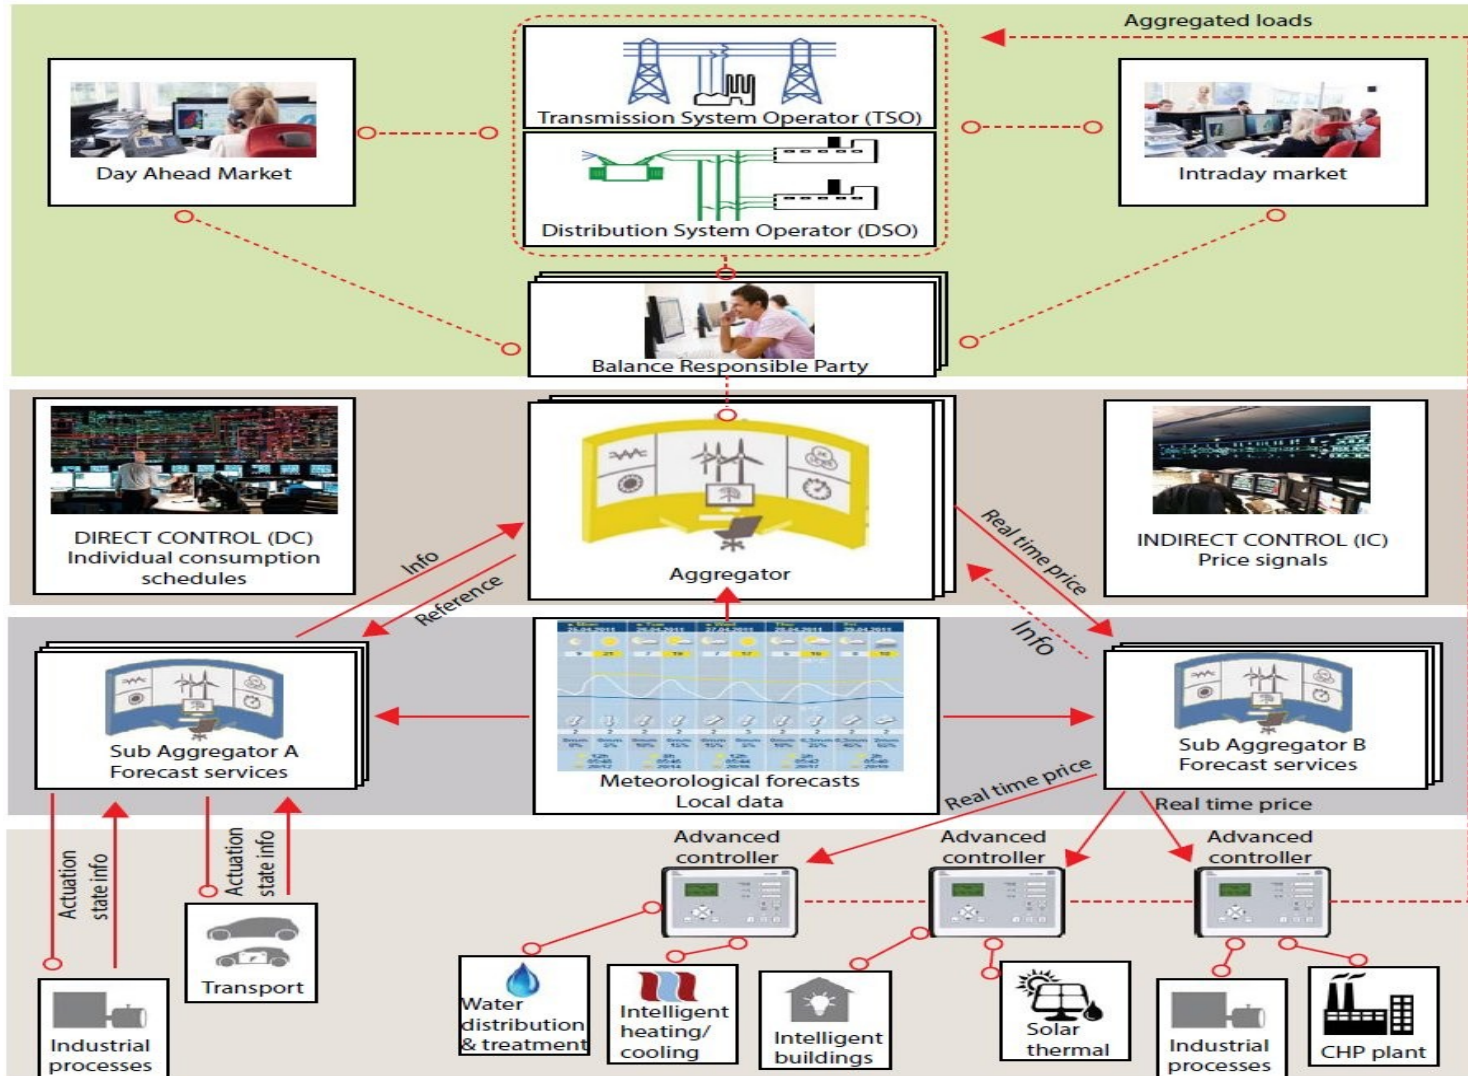 Aggregated loads
Transmission System Operator (TSO)
Day Ahead Market
Intraday market
Distribution System Operator (DSO)
Balance Responsible Party
DIRECT CONTROL (DC)
Individual consumption
schedules
Info
Reference
Aggregator
Real time price
Info
INDIRECT CONTROL (IC)
Price signals
Sub Aggregator A
Forecast services
Meteorological forecasts
Local data
Sub Aggregator B
Forecast services
Real time price
Real time price
Actuation
state info
Actuation
state info
Advanced
controller
Advanced
controller
Advanced
controller
Industrial
processes
Transport
Water
distribution
& treatment
Intelligent
heating/
cooling
Intelligent
buildings
Solar
thermal
Industrial
processes
CHP plant